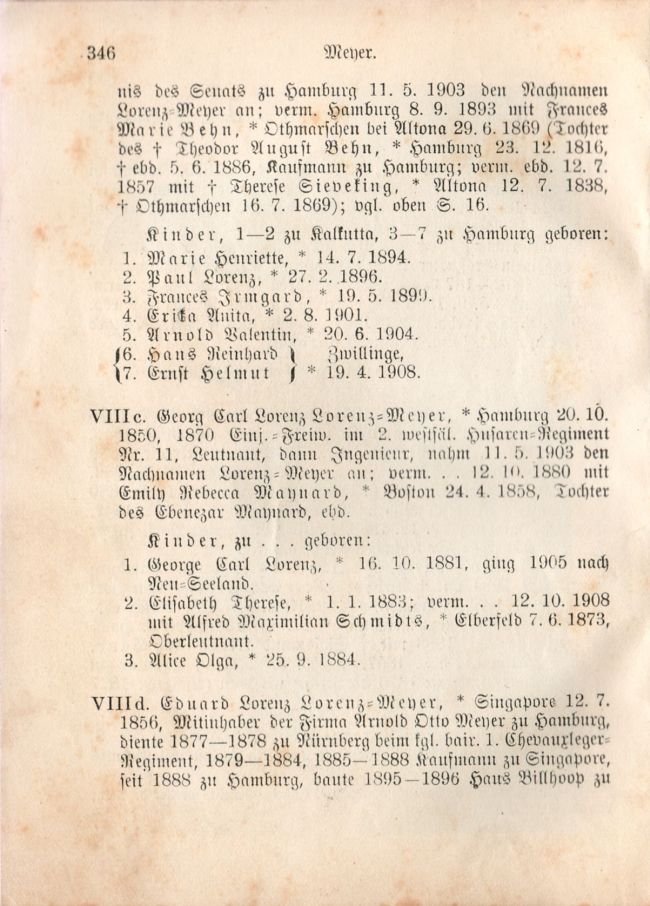 346 Meyer.
nis des Senats zu Hamburg 11. 5. 1903 den Nachnamen
Lorenz-Meyer an; verm. Hamburg 8. 9. 1893 mit Frances
Marie Behn, * Othmarschen bei Altona 29. 6. 1869 (Tochter
des † Theodor August Behn, * Hamburg 23. 12. 1816,
† ebd. 5. 6. 1886, Kaufmann zu Hamburg; verm. ebd. 12. 7.
1857 mit † Therese Sieveking, * Altona 12. 7. 1838,
† Othmarschen 16. 7. 1869); vgl. oben S. 16.
Kinder, 1—2 zu Kalkutta, 3—7 zu Hamburg geboren:
1. Marie Henriette, * 14. 7. 1894.
2. Paul Lorenz, * 27. 2. 1896.
3. Frances Irmgard, * 19. 5. 1899.
4. Erika Anita, * 2. 8. 1901.
5. Arnold Valentin, * 20. 6. 1904.
{6. Hans Reinhard } Zwillinge,
{7. Ernst Helmut } * 19. 4. 1908.
VIII c. Georg Carl Lorenz Lorenz-Meyer, * Hamburg 20. 10.
1850, 1870 Einj.-Freiw. im 2. westfäl. Husaren-Regiment
Nr. 11, Leutnant, dann Ingenieur, nahm 11. 5. 1903 den
Nachnamen Lorenz-Meyer an; verm. . . 12. 10. 1880 mit
Emily Rebecca Maynard, * Boston 24. 4. 1858, Tochter
des Ebenezar Maynard, ebd.
Kinder, zu . . . geboren:
1. George Carl Lorenz, * 16. 10. 1881, ging 1905 nach
Neu-Seeland.
2. Elisabeth Therese, * 1. 1. 1883; verm. . . 12. 10. 1908
mit Alfred Maximilian Schmidts, * Elberfeld 7. 6. 1873,
Oberleutnant.
3. Alice Olga, * 25. 9. 1884.
VIII d. Eduard Lorenz Lorenz-Meyer, * Singapore 12. 7.
1856, Mitinhaber der Firma Arnold Otto Meyer zu Hamburg,
diente 1877—1878 zu Nürnberg beim kgl. bair. 1. Chevauxleger-
Regiment, 1879—1884, 1885—1888 Kaufmann zu Singapore,
seit 1888 zu Hamburg, baute 1895—1896 Haus Billhoop zu